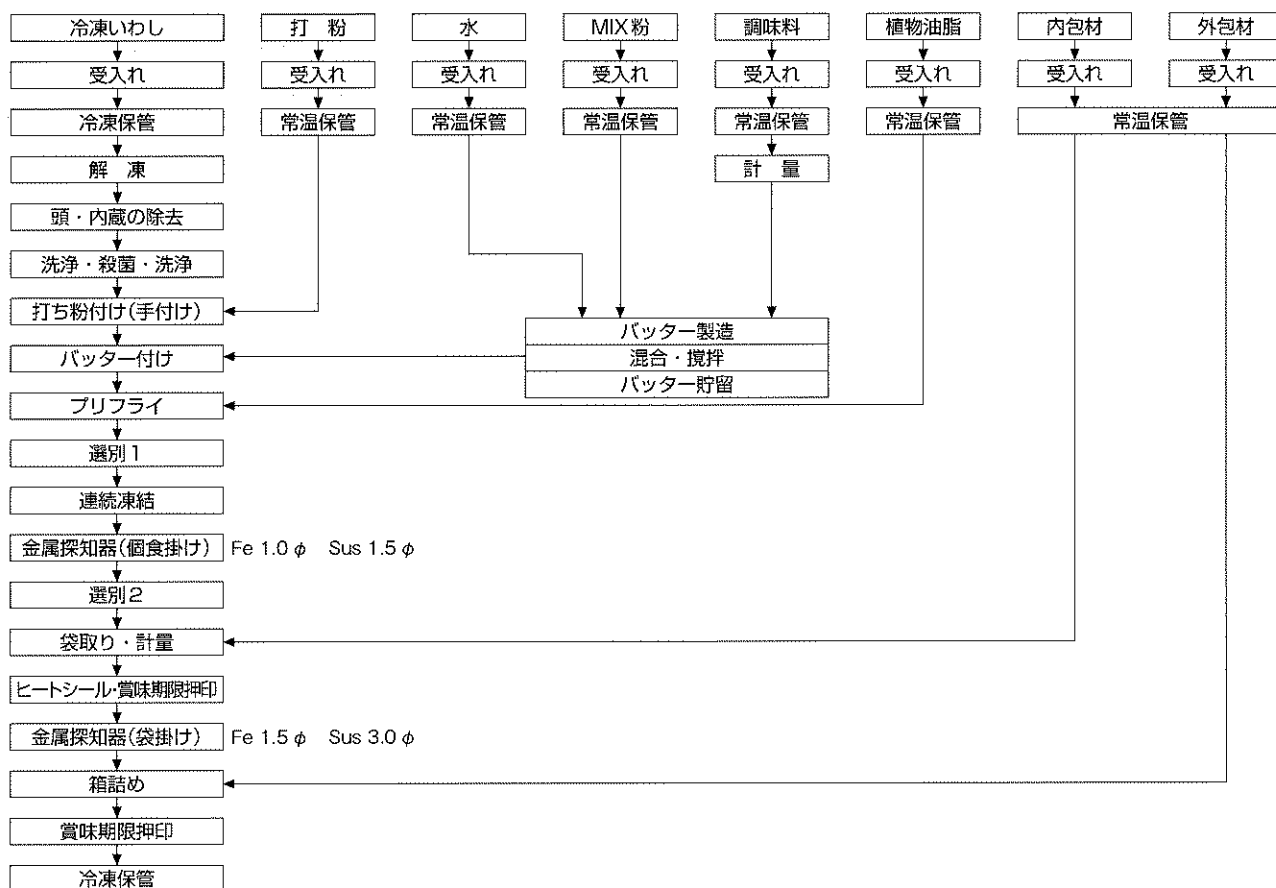 冷凍いわし
打 粉
水
MIX粉
調味料
植物油脂
内包材
外包材
受入れ
受入れ
受入れ
受入れ
受入れ
受入れ
受入れ
受入れ
冷凍保管
常温保管
常温保管
常温保管
常温保管
常温保管
常温保管
解 凍
計 量
頭・内蔵の除去
洗浄・殺菌・洗浄
打ち粉付け(手付け)
バッター製造
バッター付け
混合・撹拌
バッター貯留
プリフライ
選別1
連続凍結
金属探知器(個食掛け) Fe 1.0 φ Sus 1.5 φ
選別2
袋取り・計量
ヒートシール・賞味期限押印
金属探知器(袋掛け) Fe 1.5 φ Sus 3.0 φ
箱詰め
賞味期限押印
冷凍保管